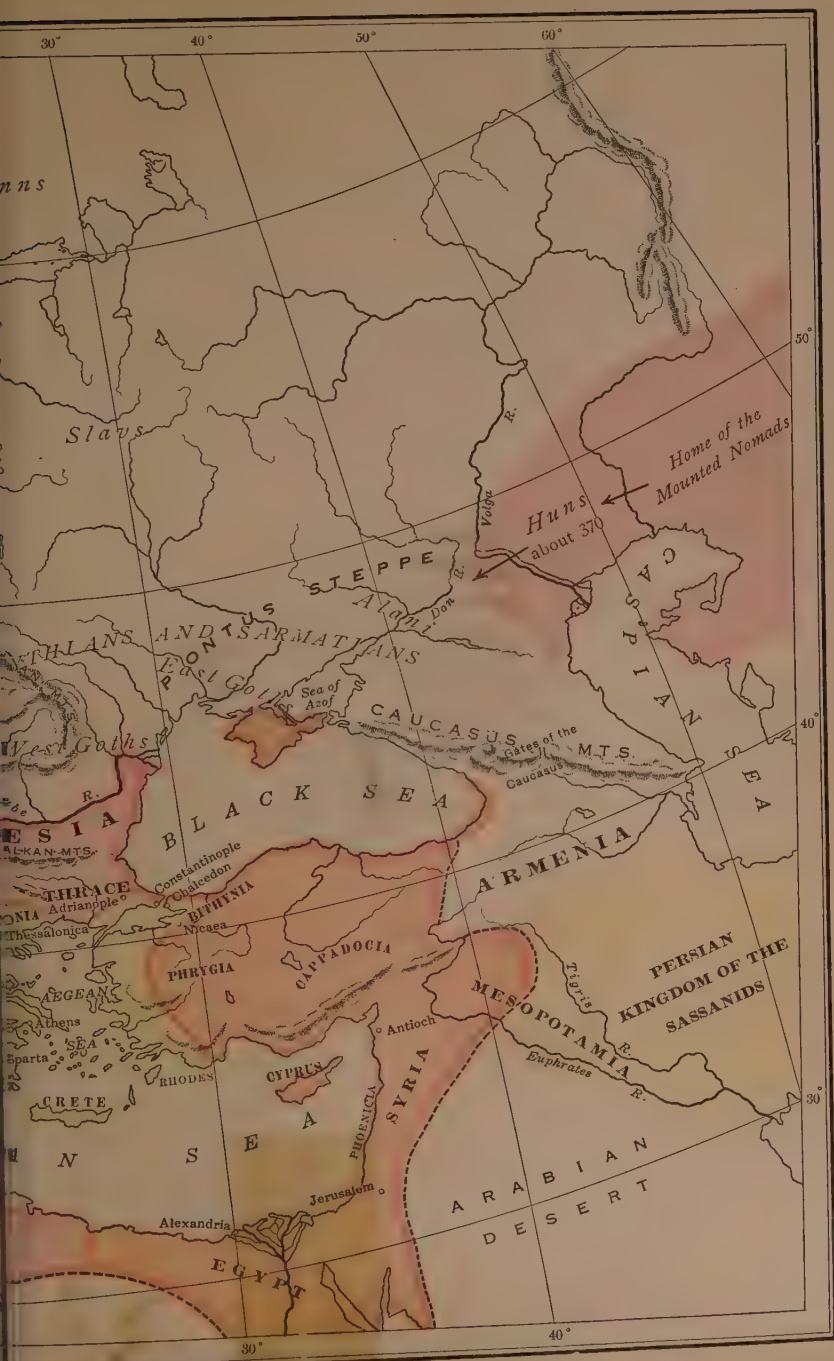 30° 40° 50° 60°
nns
50°
Slavs
Home of the
Mounted Nomads
Volga R.
Huns
about 370
PONTUS STEPPE
Alani
Don R.
CASPIAN SEA
THIANS AND SARMATIANS
East Goths
Sea of
Azof
CAUCASUS MTS.
Gates of the
Caucasus
40°
West Goths
R.
BLACK SEA
ESIA
ALKAN MTS.
ARMENIA
Constantinople
Chalcedon
THRACE
Adrianople
BITHYNIA
ONIA
Thessalonica
Nicaea
PHRYGIA
CAPPADOCIA
PERSIAN
KINGDOM OF THE
SASSANIDS
Tigris R.
MESOPOTAMIA
AEGEAN
SEA
Athens
Antioch
Sparta
SYRIA
Euphrates R.
RHODES
CYPRUS
CRETE
PHOENICIA
30°
N SEA
ARABIAN
DESERT
Jerusalem
Alexandria
EGYPT
30° 40°